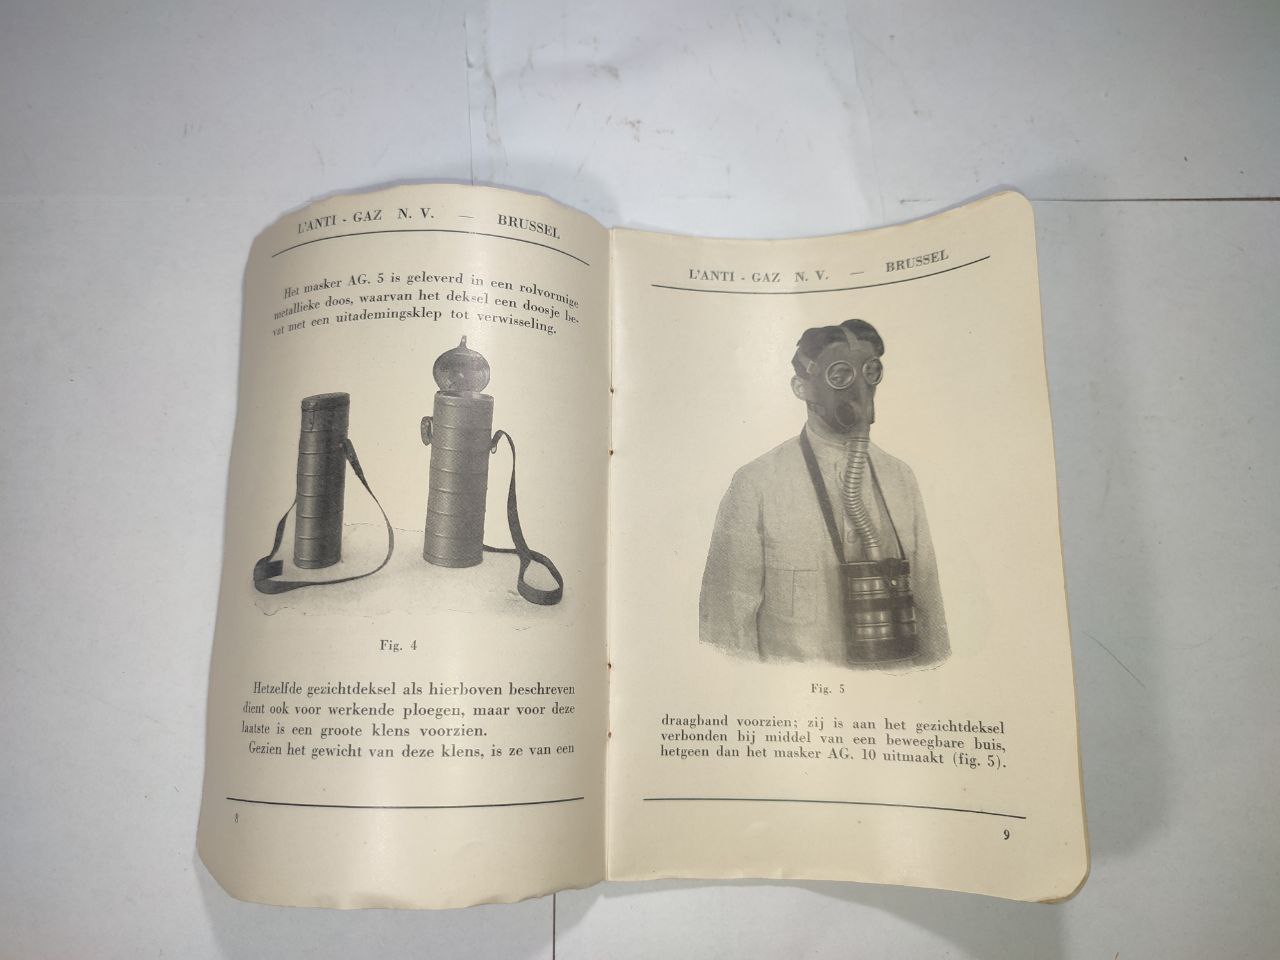 L'ANTI - GAZ N. V. — BRUSSEL
Het masker AG. 5 is geleverd in een rolvormige
metallieke doos, waarvan het deksel een doosje be-
vat met een uitademingsklep tot verwisseling.
Fig. 4
Hetzelfde gezichtdeksel als hierboven beschreven
dient ook voor werkende ploegen, maar voor deze
laatste is een groote klens voorzien.
Gezien het gewicht van deze klens, is ze van een
8
L'ANTI - GAZ N. V. — BRUSSEL
Fig. 5
draagband voorzien; zij is aan het gezichtdeksel
verbonden bij middel van een beweegbare buis,
hetgeen dan het masker AG. 10 uitmaakt (fig. 5).
9